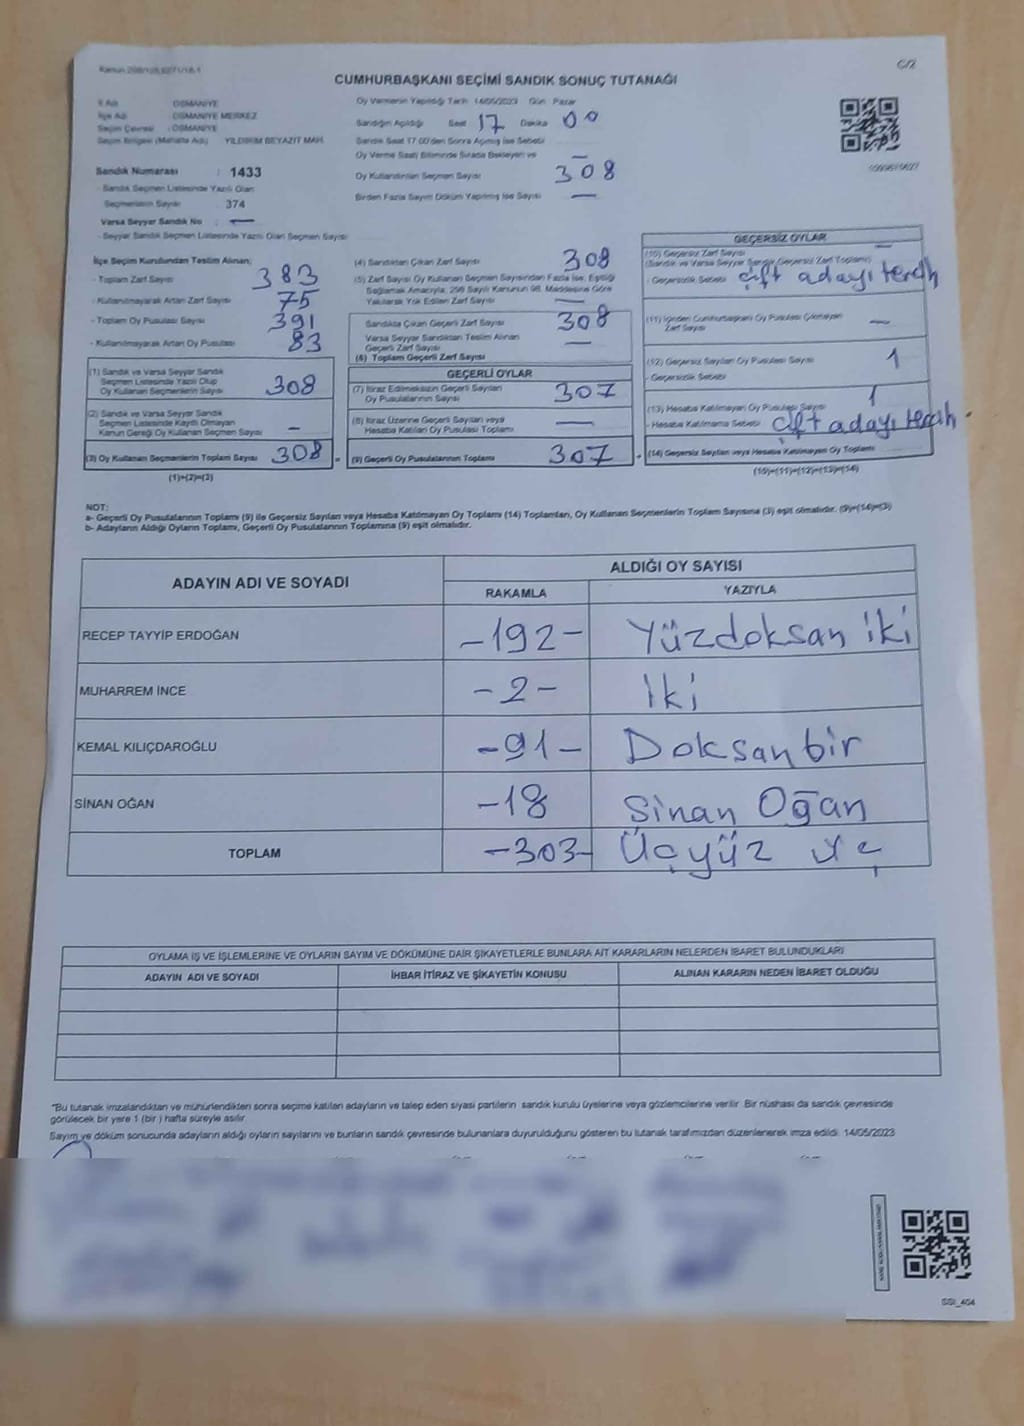 Kanun 298/105,6271/18-1
C/2
CUMHURBAŞKANI SEÇİMİ SANDIK SONUÇ TUTANAĞI
İl Adı : OSMANİYE
İlçe Adı : OSMANİYE MERKEZ
Seçim Çevresi : OSMANİYE
Seçim Bölgesi (Mahalle Adı) YILDIRIM BEYAZIT MAH.
Sandık Numarası : 1433
- Sandık Seçmen Listesinde Yazılı Olan
Seçmenlerin Sayısı 374
Varsa Seyyar Sandık No : —
- Seyyar Sandık Seçmen Listesinde Yazılı Olan Seçmen Sayısı
Oy Vermenin Yapıldığı Tarih 14/05/2023 Gün Pazar
Sandığın Açıldığı Saat 17 Dakika 00
Sandık Saat 17.00'den Sonra Açılmış İse Sebebi
Oy Verme Saati Bitiminde Sırada Bekleyen vs —
Oy Kullandırılan Seçmen Sayısı 308
Birden Fazla Sayım Döküm Yapılmış İse Sayısı —
İlçe Seçim Kurulundan Teslim Alınan;
- Toplam Zarf Sayısı 383
- Kullanılmayarak Artan Zarf Sayısı 75
- Toplam Oy Pusulası Sayısı 391
- Kullanılmayarak Artan Oy Pusulası 83
(1) Sandık ve Varsa Seyyar Sandık
Seçmen Listesinde Yazılı Olup
Oy Kullanan Seçmenlerin Sayısı 308
(2) Sandık ve Varsa Seyyar Sandık
Seçmen Listesinde Kayıtlı Olmayan
Kanun Gereği Oy Kullanan Seçmen Sayısı —
(3) Oy Kullanan Seçmenlerin Toplam Sayısı 308 =
(1)+(2)=(3)
(4) Sandıktan Çıkan Zarf Sayısı 308
(5) Zarf Sayısı Oy Kullanan Seçmen Sayısından Fazla İse, Eşitliği
Sağlamak Amacıyla; 298 Sayılı Kanunun 98. Maddesine Göre
Yakılarak Yok Edilen Zarf Sayısı —
Sandıkta Çıkan Geçerli Zarf Sayısı 308
Varsa Seyyar Sandıktan Teslim Alınan
Geçerli Zarf Sayısı —
(6) Toplam Geçerli Zarf Sayısı
GEÇERLİ OYLAR
(7) İtiraz Edilmeksizin Geçerli Sayılan
Oy Pusulalarının Sayısı 307
(8) İtiraz Üzerine Geçerli Sayılan veya
Hesaba Katılan Oy Pusulası Toplamı —
(9) Geçerli Oy Pusulalarının Toplamı 307 +
GEÇERSİZ OYLAR
(10) Geçersiz Zarf Sayısı —
(Sandık ve Varsa Seyyar Sandık Geçersiz Zarf Toplamı)
- Geçersizlik Sebebi çift adayı tercih
(11) İçinden Cumhurbaşkanı Oy Pusulası Çıkmayan
Zarf Sayısı —
(12) Geçersiz Sayılan Oy Pusulası Sayısı 1
- Geçersizlik Sebebi
(13) Hesaba Katılmayan Oy Pusulası Sayısı 1
- Hesaba Katılmama Sebebi çift adayı tercih.
(14) Geçersiz Sayılan veya Hesaba Katılmayan Oy Toplamı
(10)+(11)+(12)+(13)=(14)
NOT:
a- Geçerli Oy Pusulalarının Toplamı (9) ile Geçersiz Sayılan veya Hesaba Katılmayan Oy Toplamı (14) Toplamları, Oy Kullanan Seçmenlerin Toplam Sayısına (3) eşit olmalıdır. (9)+(14)=(3)
b- Adayların Aldığı Oyların Toplamı, Geçerli Oy Pusulalarının Toplamına (9) eşit olmalıdır.
ADAYIN ADI VE SOYADI ALDIĞI OY SAYISI
RAKAMLA YAZIYLA
RECEP TAYYİP ERDOĞAN -192- Yüzdoksan iki
MUHARREM İNCE -2- İki
KEMAL KILIÇDAROĞLU -91- Doksanbir
SİNAN OĞAN -18 Sinan Oğan
TOPLAM -303- Üçyüz üç
OYLAMA İŞ VE İŞLEMLERİNE VE OYLARIN SAYIM VE DÖKÜMÜNE DAİR ŞİKAYETLERLE BUNLARA AİT KARARLARIN NELERDEN İBARET BULUNDUKLARI
ADAYIN ADI VE SOYADI İHBAR İTİRAZ VE ŞİKAYETİN KONUSU ALINAN KARARIN NEDEN İBARET OLDUĞU
"Bu tutanak imzalandıktan ve mühürlendikten sonra seçime katılan adayların ve talep eden siyasi partilerin sandık kurulu üyelerine veya gözlemcilerine verilir. Bir nüshası da sandık çevresinde
görülecek bir yere 1 (bir) hafta süreyle asılır.
Sayım ve döküm sonucunda adayların aldığı oyların sayılarını ve bunların sandık çevresinde bulunanlara duyurulduğunu gösteren bu tutanak tarafımızdan düzenlenerek imza edildi. 14/05/2023
SSI_404